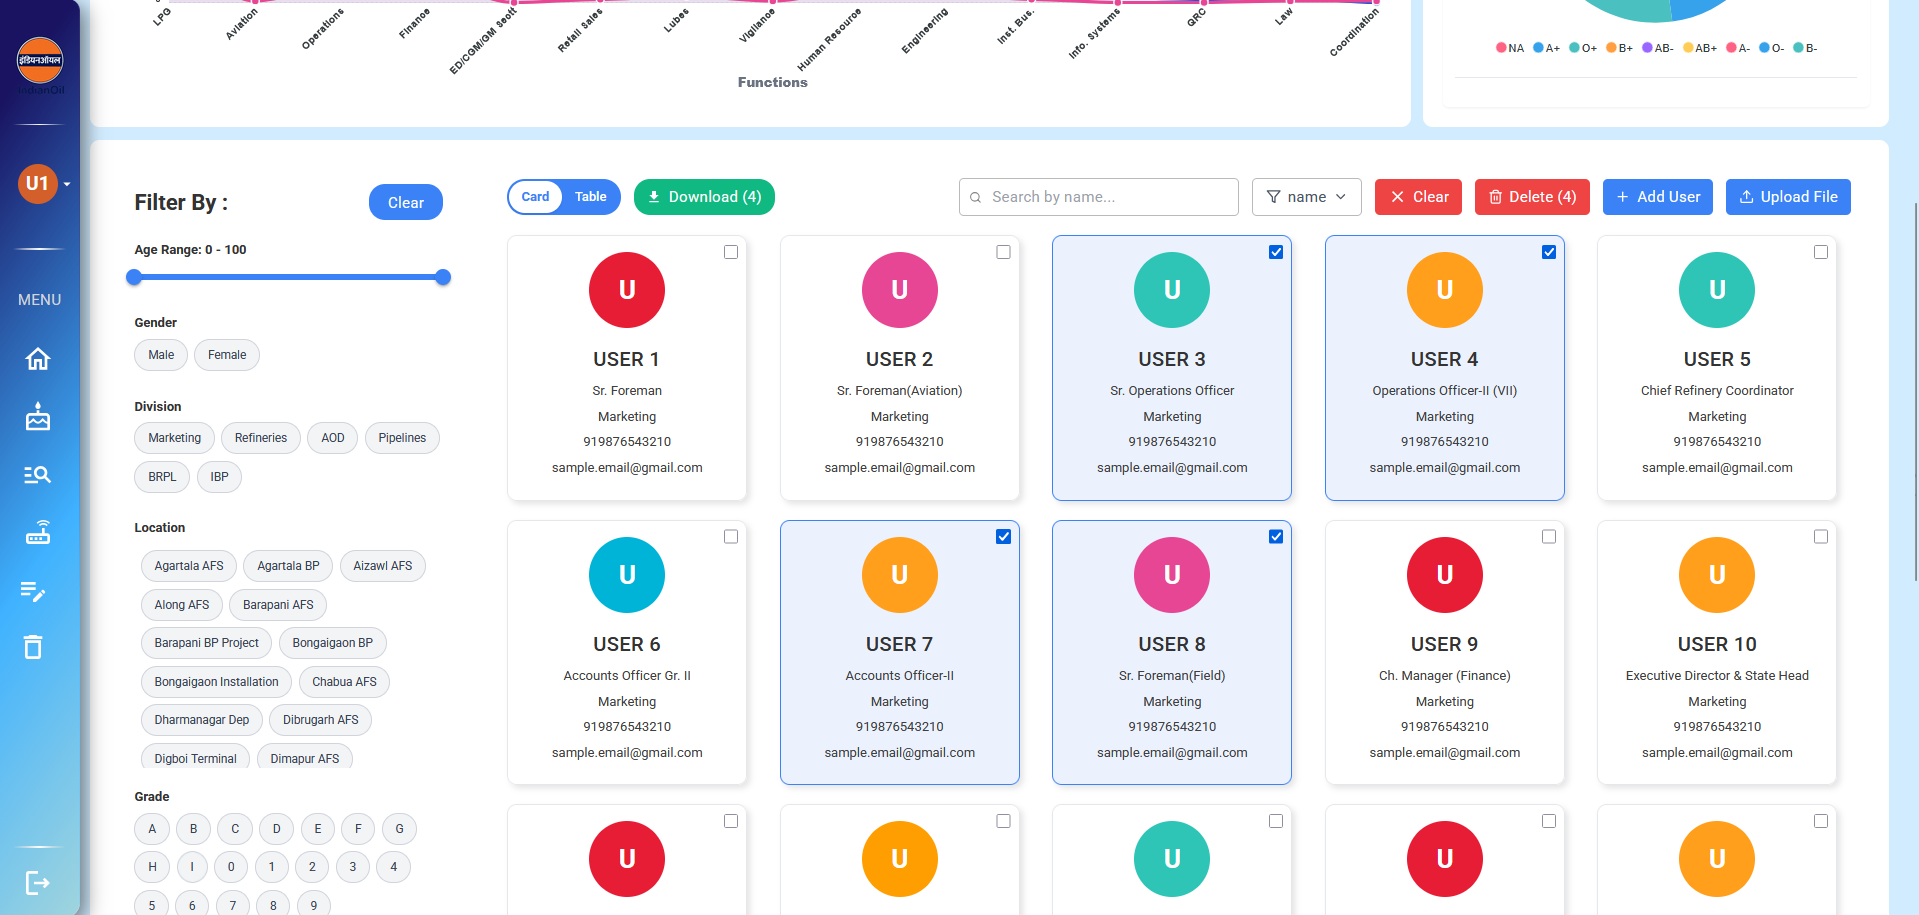 LPG
Aviation
Operations
Finance
ED/CGM/GM Sectt
Retail Sales
Lubes
Vigilance
Human Resource
Engineering
Inst. Bus.
Info. Systems
QRC
Law
Coordination
Functions
NA A+ O+ B+ AB- AB+ A- O- B-
इंडियनऑयल
IndianOil
U1
MENU
Filter By :
Clear
Age Range: 0 - 100
Gender
Male Female
Division
Marketing Refineries AOD Pipelines
BRPL IBP
Location
Agartala AFS Agartala BP Aizawl AFS
Along AFS Barapani AFS
Barapani BP Project Bongaigaon BP
Bongaigaon Installation Chabua AFS
Dharmanagar Dep Dibrugarh AFS
Digboi Terminal Dimapur AFS
Grade
A B C D E F G
H I 0 1 2 3 4
5 6 7 8 9
Card Table Download (4) Search by name... name Clear Delete (4) Add User Upload File
U
USER 1
Sr. Foreman
Marketing
919876543210
sample.email@gmail.com
U
USER 2
Sr. Foreman(Aviation)
Marketing
919876543210
sample.email@gmail.com
U
USER 3
Sr. Operations Officer
Marketing
919876543210
sample.email@gmail.com
U
USER 4
Operations Officer-II (VII)
Marketing
919876543210
sample.email@gmail.com
U
USER 5
Chief Refinery Coordinator
Marketing
919876543210
sample.email@gmail.com
U
USER 6
Accounts Officer Gr. II
Marketing
919876543210
sample.email@gmail.com
U
USER 7
Accounts Officer-II
Marketing
919876543210
sample.email@gmail.com
U
USER 8
Sr. Foreman(Field)
Marketing
919876543210
sample.email@gmail.com
U
USER 9
Ch. Manager (Finance)
Marketing
919876543210
sample.email@gmail.com
U
USER 10
Executive Director & State Head
Marketing
919876543210
sample.email@gmail.com
U
U
U
U
U